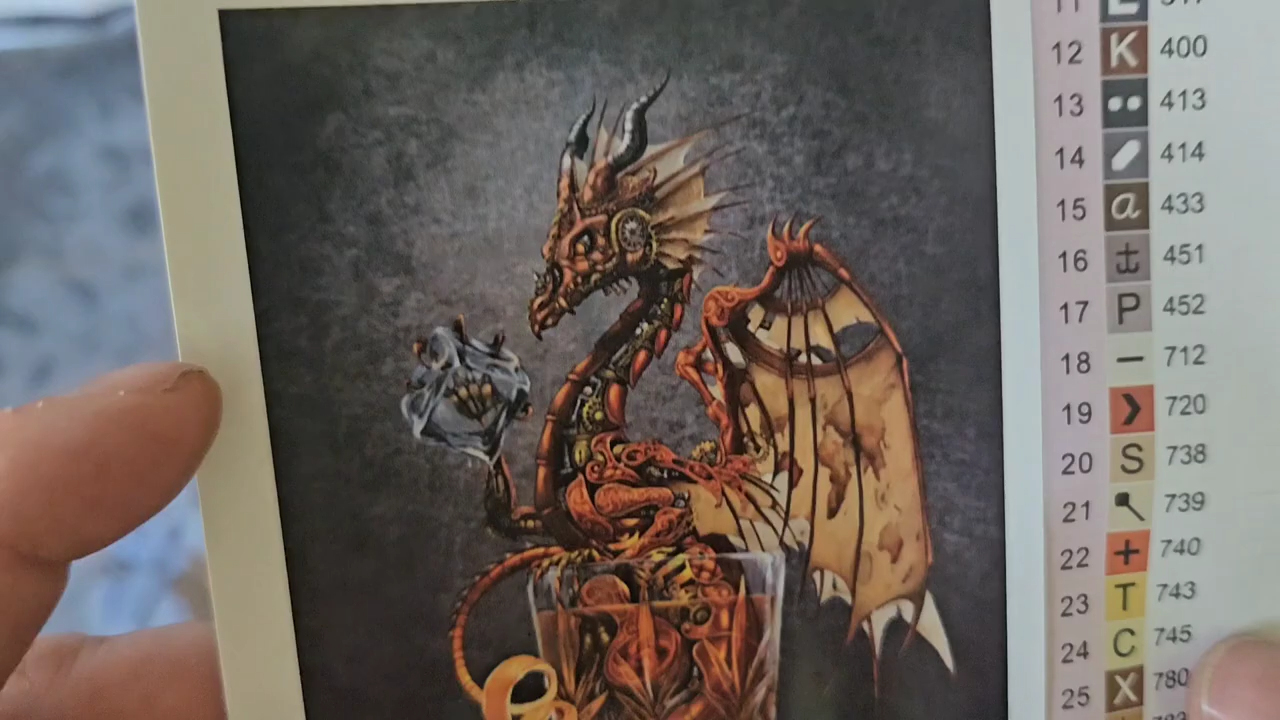 11 L
12 K 400
13 •• 413
14 414
15 a 433
16 451
17 P 452
18 – 712
19 ❯ 720
20 S 738
21 739
22 + 740
23 T 743
24 C 745
25 X 780